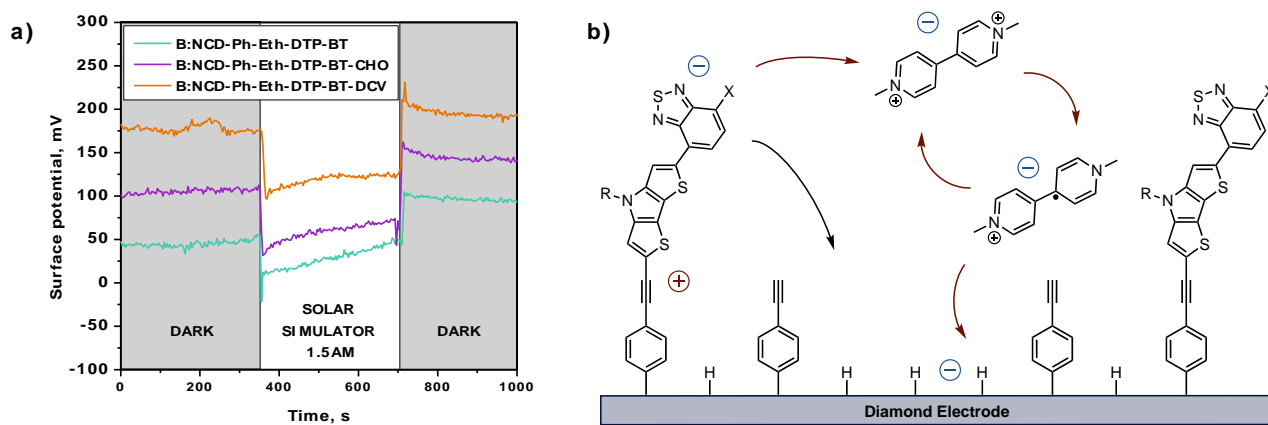 a)
Surface potential, mV
300
250
200
150
100
50
0
-50
-100
B:NCD-Ph-Eth-DTP-BT
B:NCD-Ph-Eth-DTP-BT-CHO
B:NCD-Ph-Eth-DTP-BT-DCV
DARK
SOLAR
SIMULATOR
1.5AM
DARK
0 200 400 600 800 1000
Time, s
b)
N
S
N
X
S
R
N
S
N
N
N
N
N
S
N
X
S
R
N
S
H H H H H
Diamond Electrode